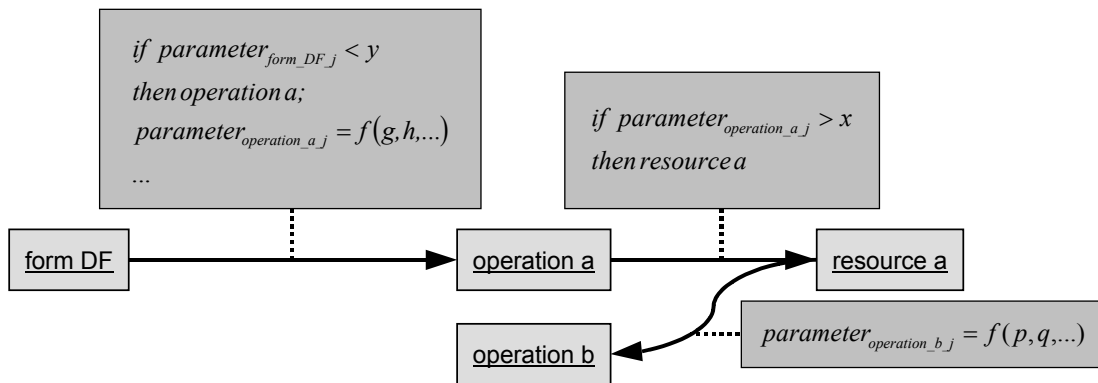 if parameter_form_DF_j < y
then operation a;
parameter_operation_a_j = f(g,h,...)
...
if parameter_operation_a_j > x
then resource a
form DF
operation a
resource a
operation b
parameter_operation_b_j = f(p,q,...)